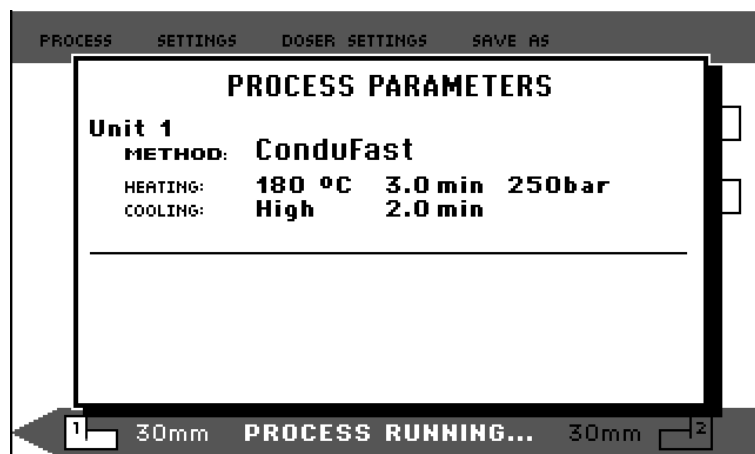 PROCESS SETTINGS DOSER SETTINGS SAVE AS
PROCESS PARAMETERS
Unit 1
METHOD: ConduFast
HEATING: 180 ºC 3.0 min 250bar
COOLING: High 2.0 min
1 30mm PROCESS RUNNING... 30mm 2